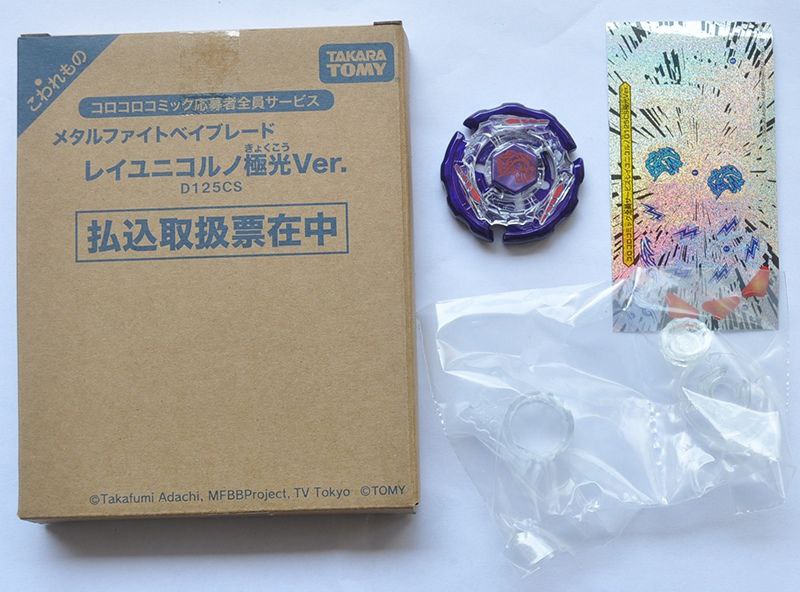 こわれもの
TAKARA
TOMY
コロコロコミック応募者全員サービス
メタルファイトベイブレード
きょくこう
レイユニコルノ極光Ver.
D125CS
払込取扱票在中
©Takafumi Adachi, MFBBProject, TV Tokyo ©TOMY